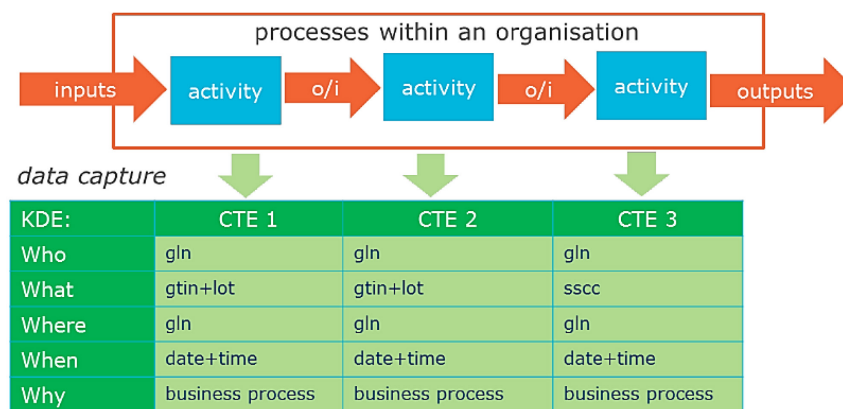 processes within an organisation
inputs activity o/i activity o/i activity outputs
data capture
KDE: CTE 1 CTE 2 CTE 3
Who gln gln gln
What gtin+lot gtin+lot sscc
Where gln gln gln
When date+time date+time date+time
Why business process business process business process